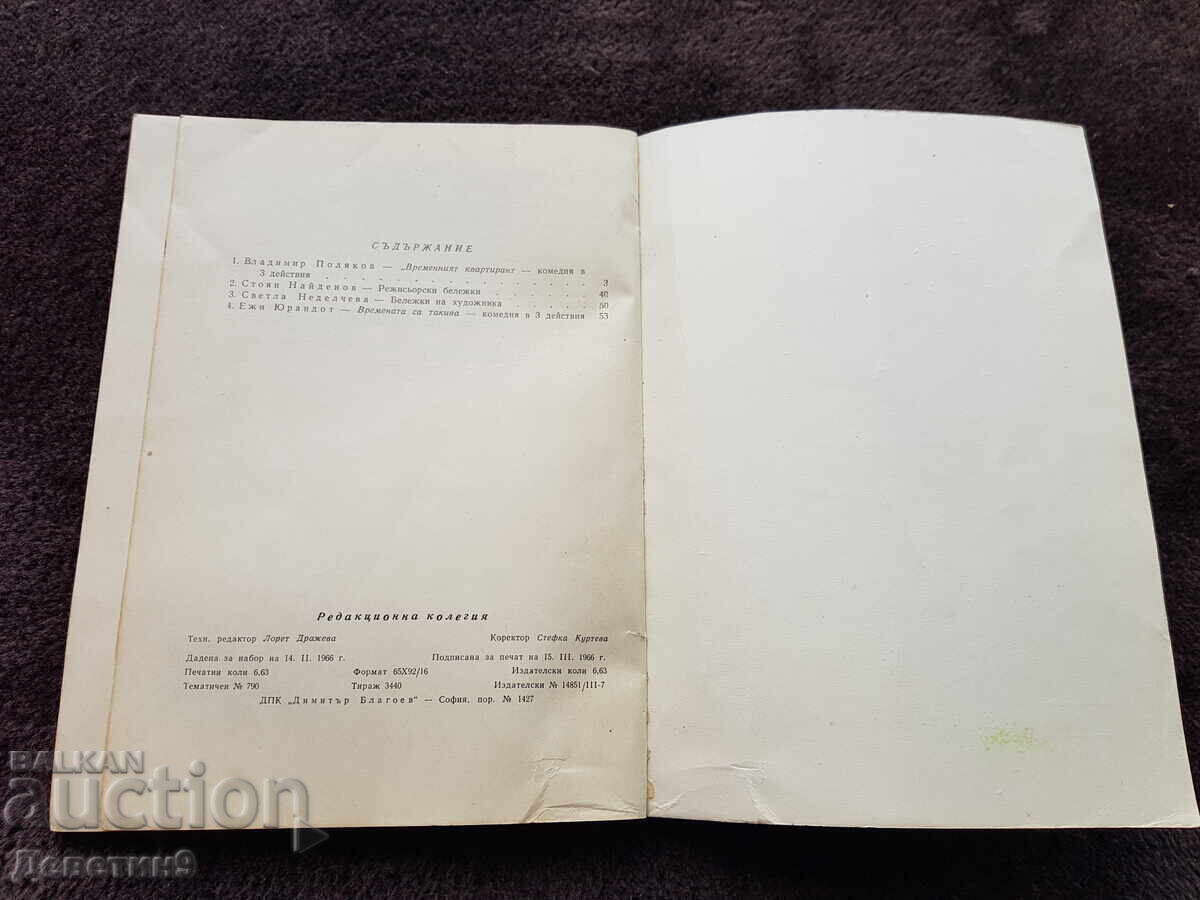 СЪДЪРЖАНИЕ
1. Владимир Поляков — „Временният квартирант — комедия в
3 действия . . . . . . . . . . . . . . . 3
2. Стоян Найденов — Режисьорски бележки . . . . . . 40
3. Светла Неделчева — Бележки на художника . . . . . 50
4. Ежи Юрандот — Времената са такива — комедия в 3 действия 53
Редакционна колегия
Техн. редактор Лорет Дражева Коректор Стефка Куртева
Дадена за набор на 14. II. 1966 г. Подписана за печат на 15. III. 1966 г.
Печатни коли 6,63 Формат 65X92/16 Издателски коли 6,63
Тематичен № 790 Тираж 3440 Издателски № 14851/III-7
ДПК „Димитър Благоев“ — София, пор. № 1427
BALKAN
auction
Деветин9